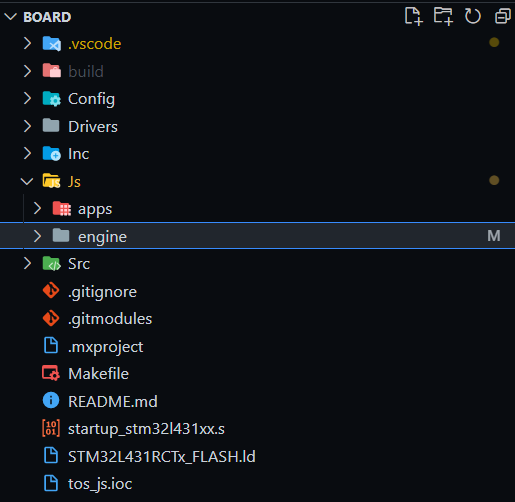 BOARD
.vscode
build
Config
Drivers
Inc
Js
apps
engine M
Src
.gitignore
.gitmodules
.mxproject
Makefile
README.md
startup_stm32l431xx.s
STM32L431RCTx_FLASH.ld
tos_js.ioc